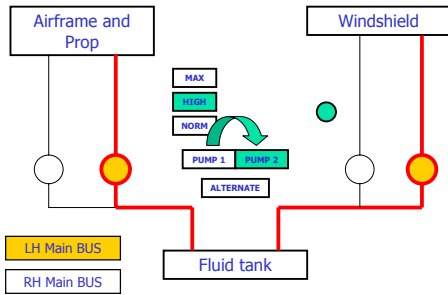 Airframe and
Prop
Windshield
MAX
HIGH
NORM
PUMP 1
PUMP 2
ALTERNATE
LH Main BUS
RH Main BUS
Fluid tank